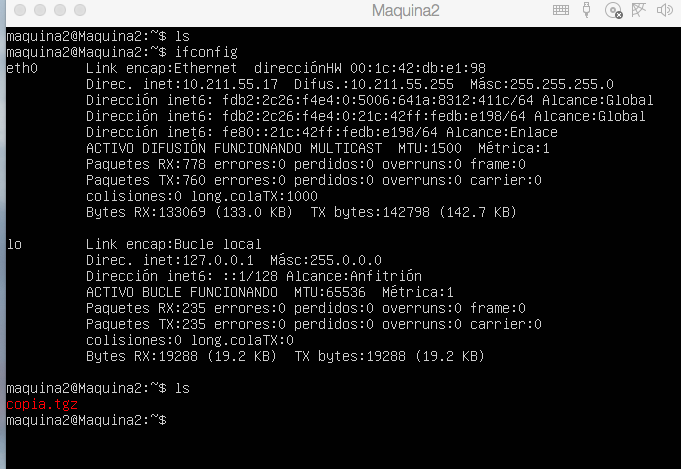 Maquina2
maquina2@Maquina2:~$ ls
maquina2@Maquina2:~$ ifconfig
eth0      Link encap:Ethernet  direcciónHW 00:1c:42:db:e1:98
          Direc. inet:10.211.55.17  Difus.:10.211.55.255  Másc:255.255.255.0
          Dirección inet6: fdb2:2c26:f4e4:0:5006:641a:8312:411c/64 Alcance:Global
          Dirección inet6: fdb2:2c26:f4e4:0:21c:42ff:fedb:e198/64 Alcance:Global
          Dirección inet6: fe80::21c:42ff:fedb:e198/64 Alcance:Enlace
          ACTIVO DIFUSIÓN FUNCIONANDO MULTICAST  MTU:1500  Métrica:1
          Paquetes RX:778 errores:0 perdidos:0 overruns:0 frame:0
          Paquetes TX:760 errores:0 perdidos:0 overruns:0 carrier:0
          colisiones:0 long.colaTX:1000
          Bytes RX:133069 (133.0 KB)  TX bytes:142798 (142.7 KB)
lo        Link encap:Bucle local
          Direc. inet:127.0.0.1  Másc:255.0.0.0
          Dirección inet6: ::1/128 Alcance:Anfitrión
          ACTIVO BUCLE FUNCIONANDO  MTU:65536  Métrica:1
          Paquetes RX:235 errores:0 perdidos:0 overruns:0 frame:0
          Paquetes TX:235 errores:0 perdidos:0 overruns:0 carrier:0
          colisiones:0 long.colaTX:0
          Bytes RX:19288 (19.2 KB)  TX bytes:19288 (19.2 KB)
maquina2@Maquina2:~$ ls
copia.tgz
maquina2@Maquina2:~$